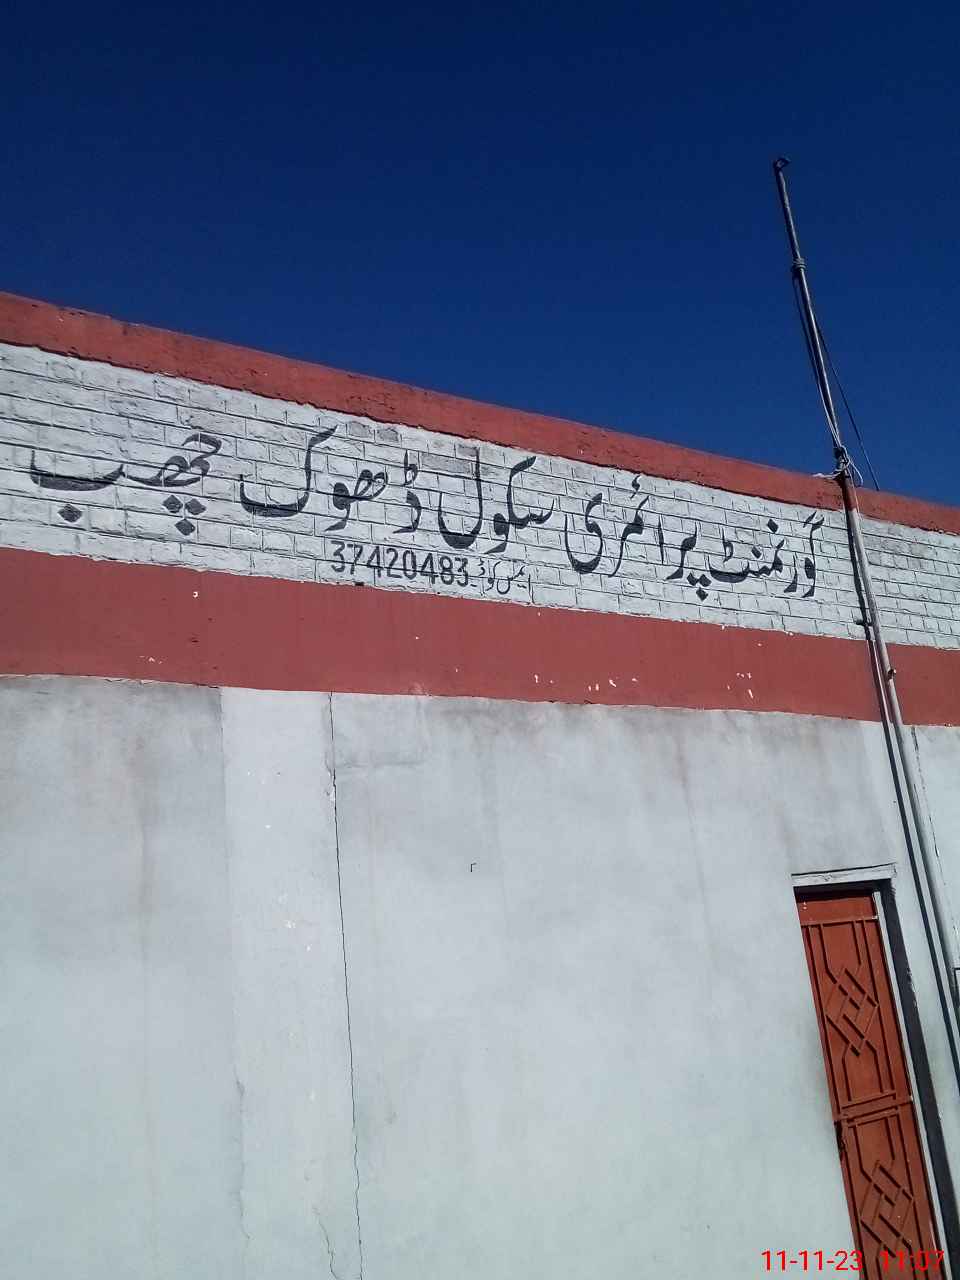 گورنمنٹ پرائمری سکول ڈھوک چھب
ایمس کوڈ 37420483
11-11-23 11:07